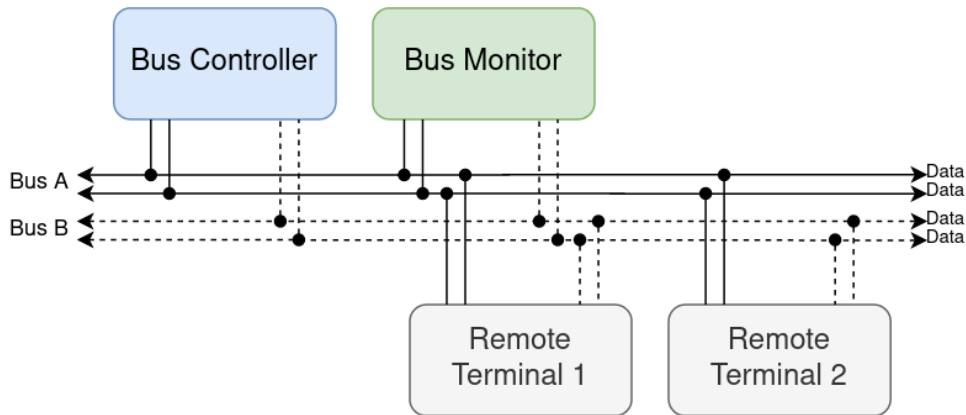 Bus Controller
Bus Monitor
Bus A
Data
Data
Bus B
Data
Data
Remote
Terminal 1
Remote
Terminal 2